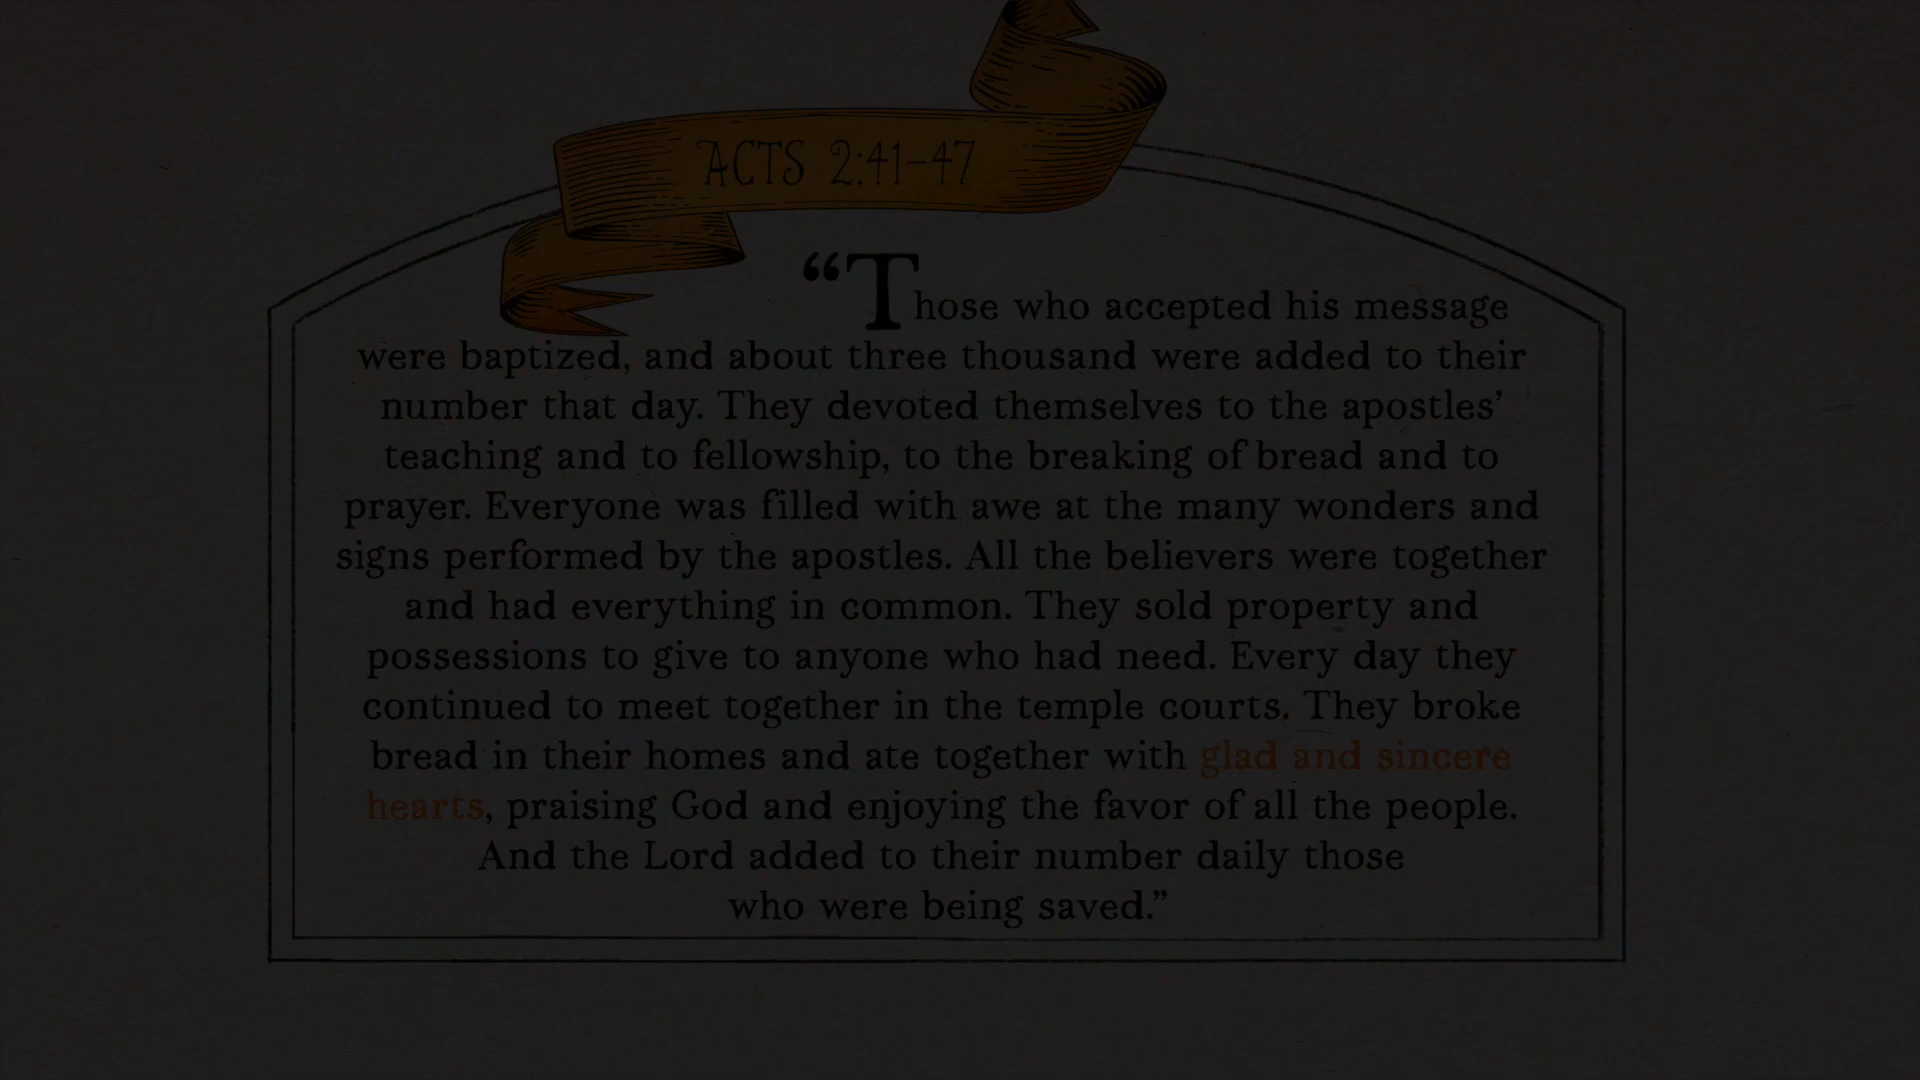 ACTS 2:41–47
“Those who accepted his message
were baptized, and about three thousand were added to their
number that day. They devoted themselves to the apostles’
teaching and to fellowship, to the breaking of bread and to
prayer. Everyone was filled with awe at the many wonders and
signs performed by the apostles. All the believers were together
and had everything in common. They sold property and
possessions to give to anyone who had need. Every day they
continued to meet together in the temple courts. They broke
bread in their homes and ate together with glad and sincere
hearts, praising God and enjoying the favor of all the people.
And the Lord added to their number daily those
who were being saved.”